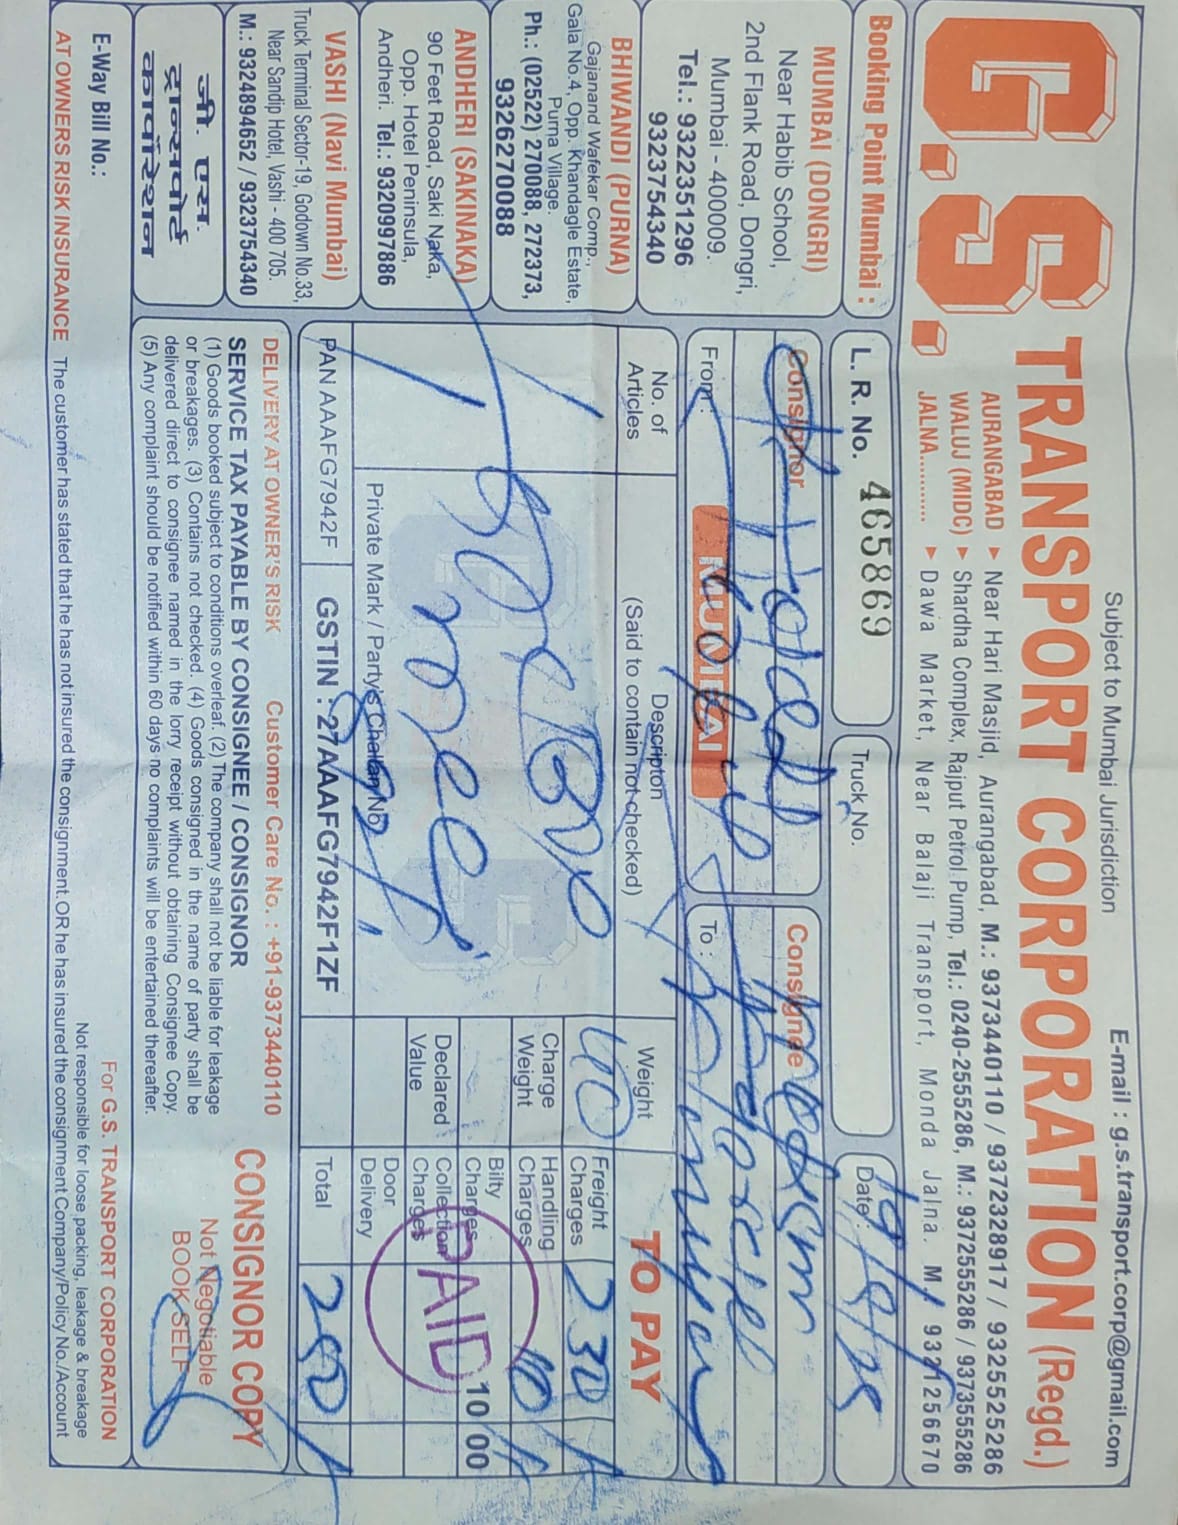 Subject to Mumbai Jurisdiction
E-mail : g.s.transport.corp@gmail.com
G.S. TRANSPORT CORPORATION (Regd.)
AURANGABAD ► Near Hari Masjid, Aurangabad, M.: 9373440110 / 9372328917 / 9325525286
WALUJ (MIDC) ► Shardha Complex, Rajput Petrol Pump, Tel.: 0240-2555286, M.: 9372555286 / 9373555286
JALNA........... ► Dawa Market, Near Balaji Transport, Monda Jalna. M.: 9321256670
Booking Point Mumbai :
L. R. No. 465869
Truck No.
Date : 19/9/25
MUMBAI (DONGRI)
Near Habib School,
2nd Flank Road, Dongri,
Mumbai - 400009.
Tel.: 9322351296
9323754340
Consignor
Consignee
From :
MUMBAI
To :
BHIWANDI (PURNA)
Gajanand Wafekar Comp.,
Gala No.4, Opp. Khandagle Estate,
Purna Village.
Ph.: (02522) 270088, 272373,
9326270088
No. of
Articles
Descripton
(Said to contain not checked)
Weight
TO PAY
40
Freight
Charges
230
Charge
Weight
Handling
Charges
10
Bilty
Charges
10 00
Declared
Value
Collection
Charges
PAID
Door
Delivery
Total
250
ANDHERI (SAKINAKA)
90 Feet Road, Saki Naka,
Opp. Hotel Peninsula,
Andheri. Tel.: 9320997886
Private Mark / Party's Challan No
VASHI (Navi Mumbai)
Truck Terminal Sector-19, Godown No.33,
Near Sandip Hotel, Vashi - 400 705.
M.: 9324894652 / 9323754340
PAN AAAFG7942F
GSTIN : 27AAAFG7942F1ZF
जी. एस.
ट्रान्सपोर्ट
कार्पोरेशन
DELIVERY AT OWNER'S RISK
Customer Care No. : +91-9373440110
SERVICE TAX PAYABLE BY CONSIGNEE / CONSIGNOR
(1) Goods booked subject to conditions overleaf. (2) The company shall not be liable for leakage
or breakages. (3) Contains not checked. (4) Goods consigned in the name of party shall be
delivered direct to consignee named in the lorry receipt without obtaining Consignee Copy.
(5) Any complaint should be notified within 60 days no complaints will be entertained thereafter.
CONSIGNOR COPY
Not Negotiable
BOOK SELF
E-Way Bill No.:
For G.S. TRANSPORT CORPORATION
Not responsible for loose packing, leakage & breakage
AT OWNERS RISK INSURANCE The customer has stated that he has not insured the consignment. OR he has insured the consignment Company/Policy No./Account